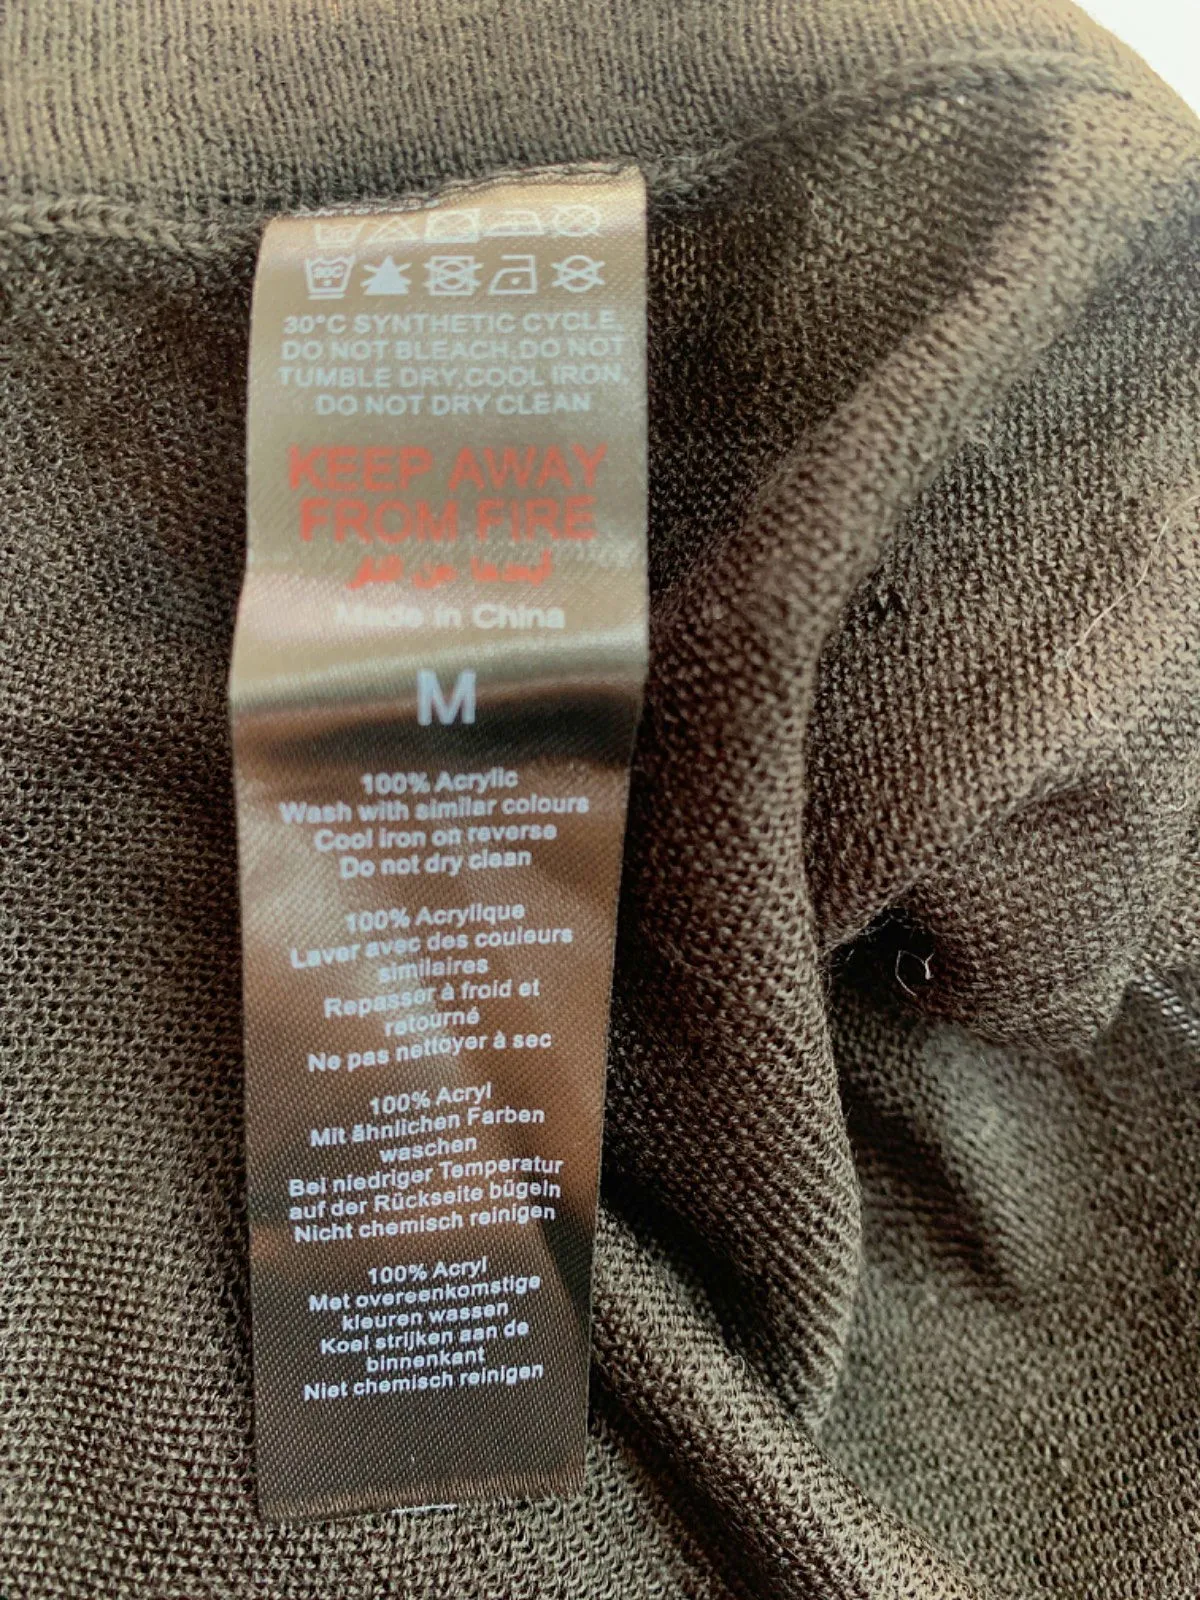 30°C SYNTHETIC CYCLE,
DO NOT BLEACH,DO NOT
TUMBLE DRY,COOL IRON,
DO NOT DRY CLEAN
KEEP AWAY
FROM FIRE
أبعدها عن النار
Made in China
M
100% Acrylic
Wash with similar colours
Cool iron on reverse
Do not dry clean
100% Acrylique
Laver avec des couleurs
similaires
Repasser à froid et
retourné
Ne pas nettoyer à sec
100% Acryl
Mit ähnlichen Farben
waschen
Bei niedriger Temperatur
auf der Rückseite bügeln
Nicht chemisch reinigen
100% Acryl
Met overeenkomstige
kleuren wassen
Koel strijken aan de
binnenkant
Niet chemisch reinigen